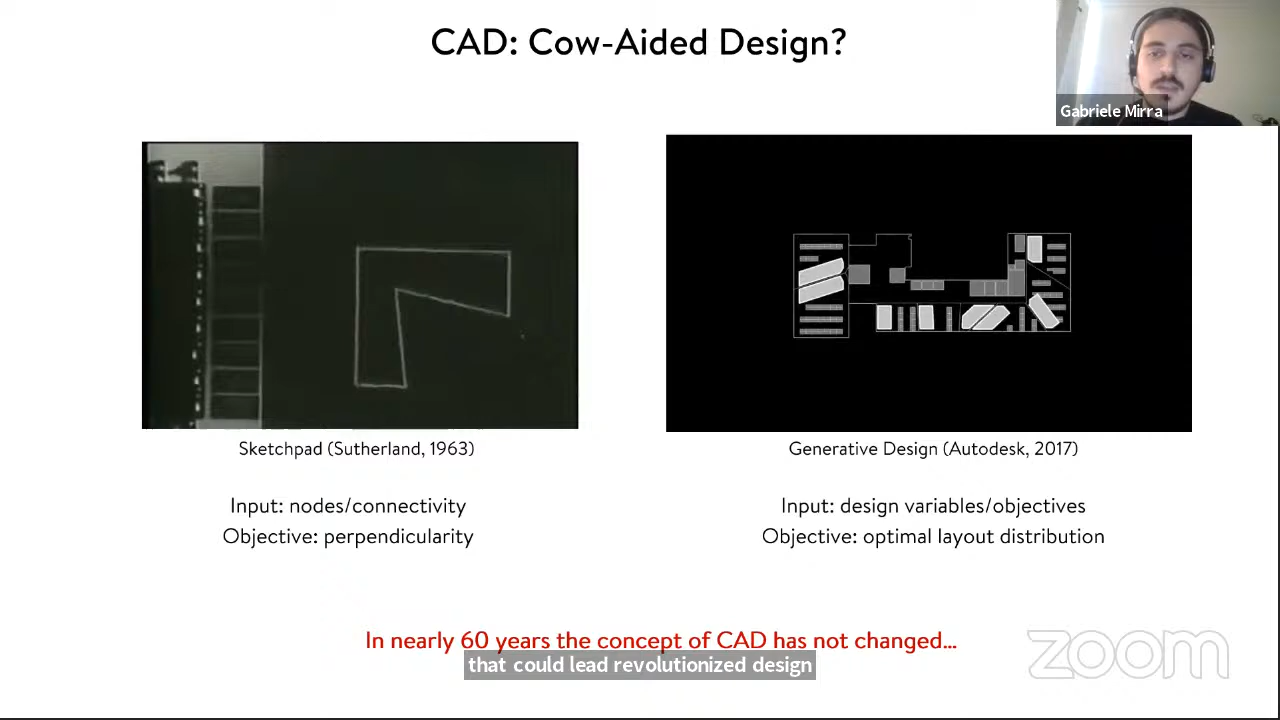 CAD: Cow-Aided Design?
Gabriele Mirra
Sketchpad (Sutherland, 1963)
Generative Design (Autodesk, 2017)
Input: nodes/connectivity
Objective: perpendicularity
Input: design variables/objectives
Objective: optimal layout distribution
In nearly 60 years the concept of CAD has not changed...
that could lead revolutionized design
zoom